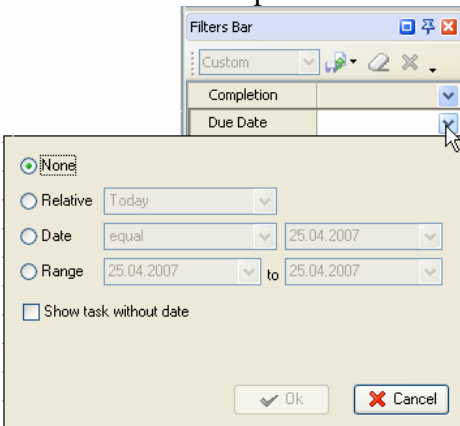 Filters Bar
Custom
Completion
Due Date
None
Relative Today
Date equal 25.04.2007
Range 25.04.2007 to 25.04.2007
Show task without date
Ok Cancel